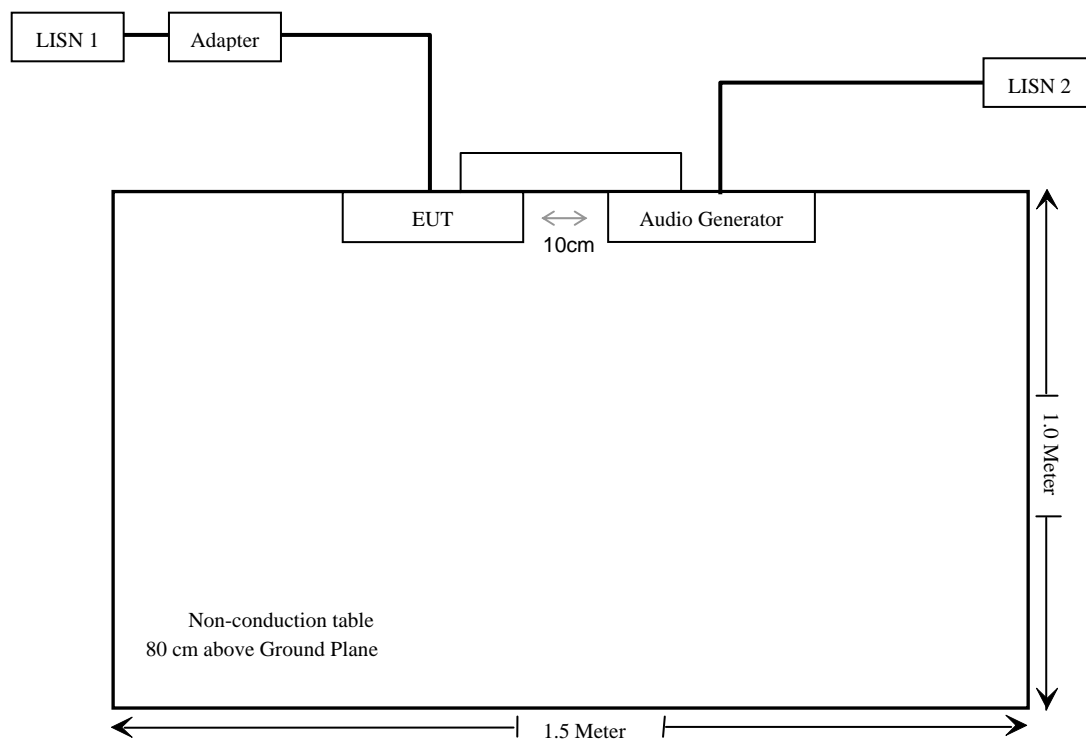 LISN 1
Adapter
LISN 2
EUT
10cm
Audio Generator
1.0 Meter
Non-conduction table
80 cm above Ground Plane
1.5 Meter